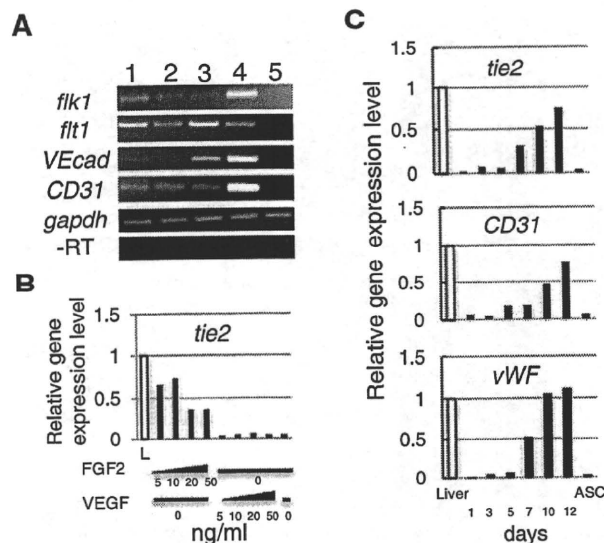 A
1 2 3 4 5
flk1
flt1
VEcad
CD31
gapdh
-RT
B
Relative gene
expression level
1.5
1
0.5
0
tie2
L
FGF2
5 10 20 50 0
VEGF
0 5 10 20 50 0
ng/ml
C
Relative gene expression level
1.5
1
0.5
0
tie2
1.5
1
0.5
0
CD31
1.5
1
0.5
0
vWF
Liver
ASC
1 3 5 7 10 12
days